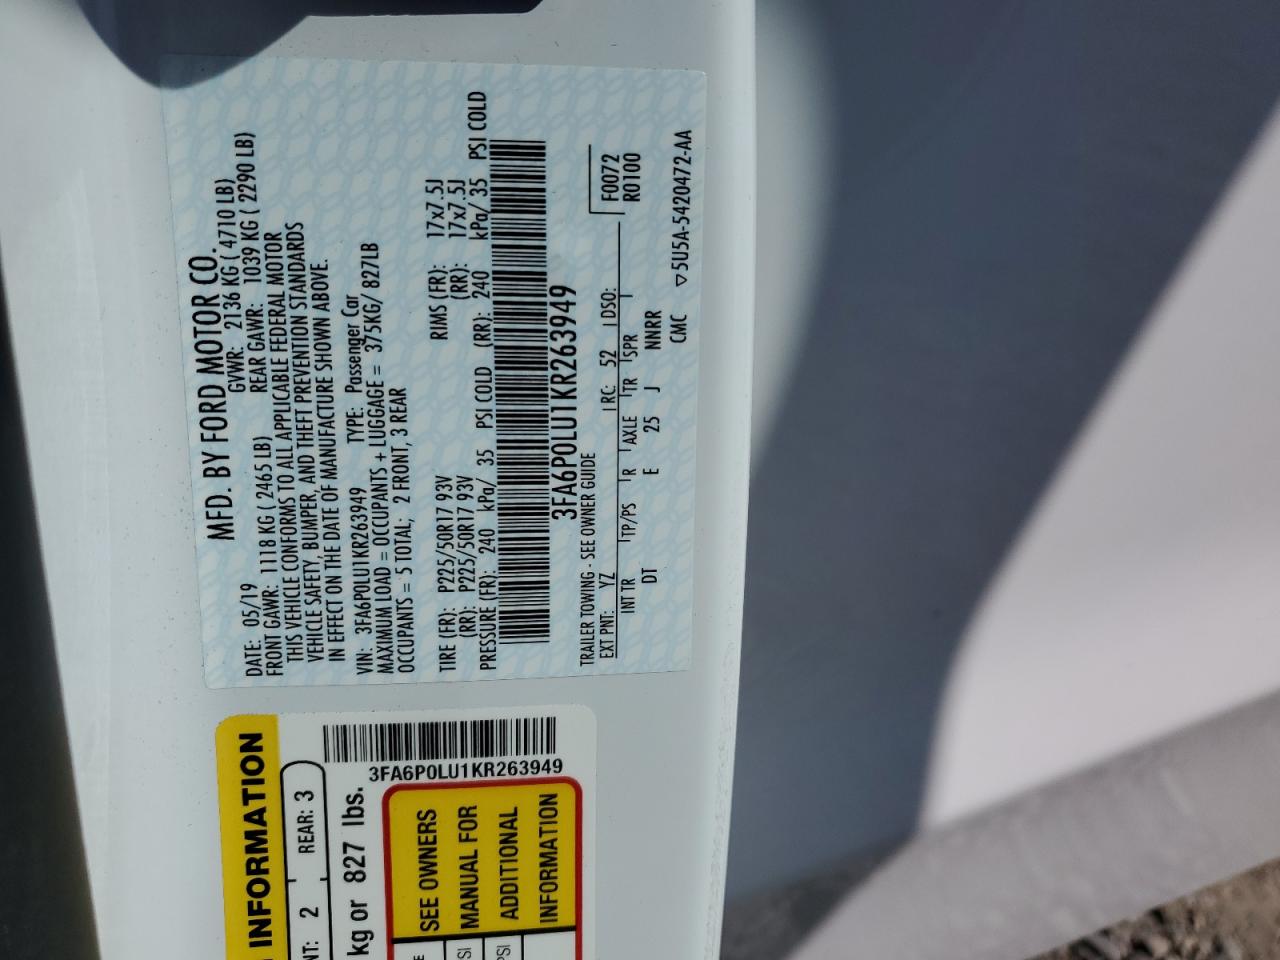 MFD. BY FORD MOTOR CO.
DATE: 05/19 GVWR: 2136 KG ( 4710 LB)
FRONT GAWR: 1118 KG ( 2465 LB) REAR GAWR: 1039 KG ( 2290 LB)
THIS VEHICLE CONFORMS TO ALL APPLICABLE FEDERAL MOTOR
VEHICLE SAFETY, BUMPER, AND THEFT PREVENTION STANDARDS
IN EFFECT ON THE DATE OF MANUFACTURE SHOWN ABOVE.
VIN: 3FA6P0LU1KR263949 TYPE: Passenger Car
MAXIMUM LOAD = OCCUPANTS + LUGGAGE = 375KG/ 827LB
OCCUPANTS = 5 TOTAL; 2 FRONT, 3 REAR
TIRE (FR): P225/50R17 93V RIMS (FR): 17x7.5J
(RR): P225/50R17 93V (RR): 17x7.5J
PRESSURE (FR): 240 kPa/ 35 PSI COLD (RR): 240 kPa/ 35 PSI COLD
3FA6P0LU1KR263949
TRAILER TOWING - SEE OWNER GUIDE F0072
EXT PNT: YZ RC: 52 DSO: R0100
INT TR TP/PS R AXLE TR SPR
DT E 25 J NNRR
CMC ▽5U5A-5420472-AA
INFORMATION
NT: 2 REAR: 3
3FA6P0LU1KR263949
kg or 827 lbs.
SEE OWNERS
MANUAL FOR
ADDITIONAL
INFORMATION
PSI
PSI